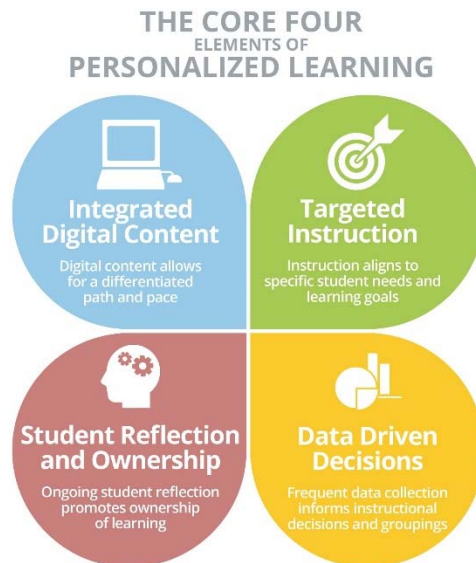 THE CORE FOUR
ELEMENTS OF
PERSONALIZED LEARNING
Integrated
Digital Content
Digital content allows
for a differentiated
path and pace
Targeted
Instruction
Instruction aligns to
specific student needs and
learning goals
Student Reflection
and Ownership
Ongoing student reflection
promotes ownership
of learning
Data Driven
Decisions
Frequent data collection
informs instructional
decisions and groupings